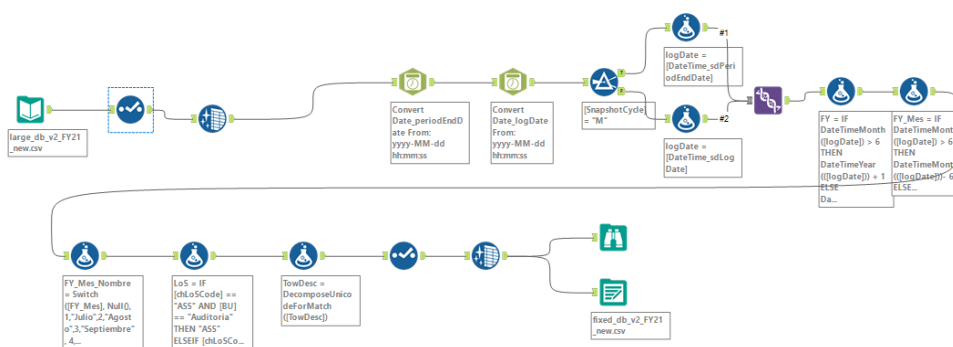 large_db_v2_FY21
_new.csv
Convert
Date_periodEndD
ate From:
yyyy-MM-dd
hh:mm:ss
Convert
Date_logDate
From:
yyyy-MM-dd
hh:mm:ss
T
F
[SnapshotCycle]
= "M"
#1
logDate =
[DateTime_sdPeri
odEndDate]
#2
logDate =
[DateTime_sdLog
Date]
FY = IF
DateTimeMonth
([logDate]) > 6
THEN
DateTimeYear
(([logDate])) + 1
ELSE
Da...
FY_Mes = IF
DateTimeMont
([logDate]) > 6
THEN
DateTimeMont
(([logDate]))- 6
ELSE...
FY_Mes_Nombre
= Switch
([FY_Mes], Null(),
1,"Julio",2,"Agost
o",3,"Septiembre"
, 4,...
LoS = IF
[chLoSCode] ==
"ASS" AND [BU]
== "Auditoria"
THEN "ASS"
ELSEIF [chLoSCo...
TowDesc =
DecomposeUnico
deForMatch
([TowDesc])
fixed_db_v2_FY21
_new.csv